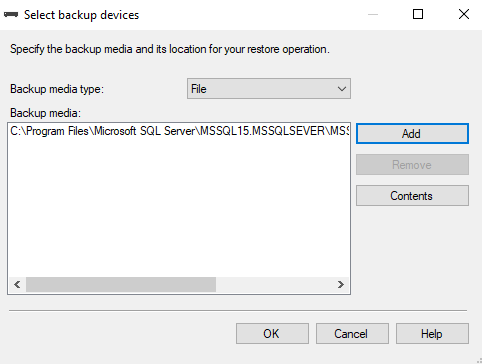 Select backup devices
Specify the backup media and its location for your restore operation.
Backup media type:
File
Backup media:
C:\Program Files\Microsoft SQL Server\MSSQL15.MSSQLSEVER\MSS
Add
Remove
Contents
OK
Cancel
Help